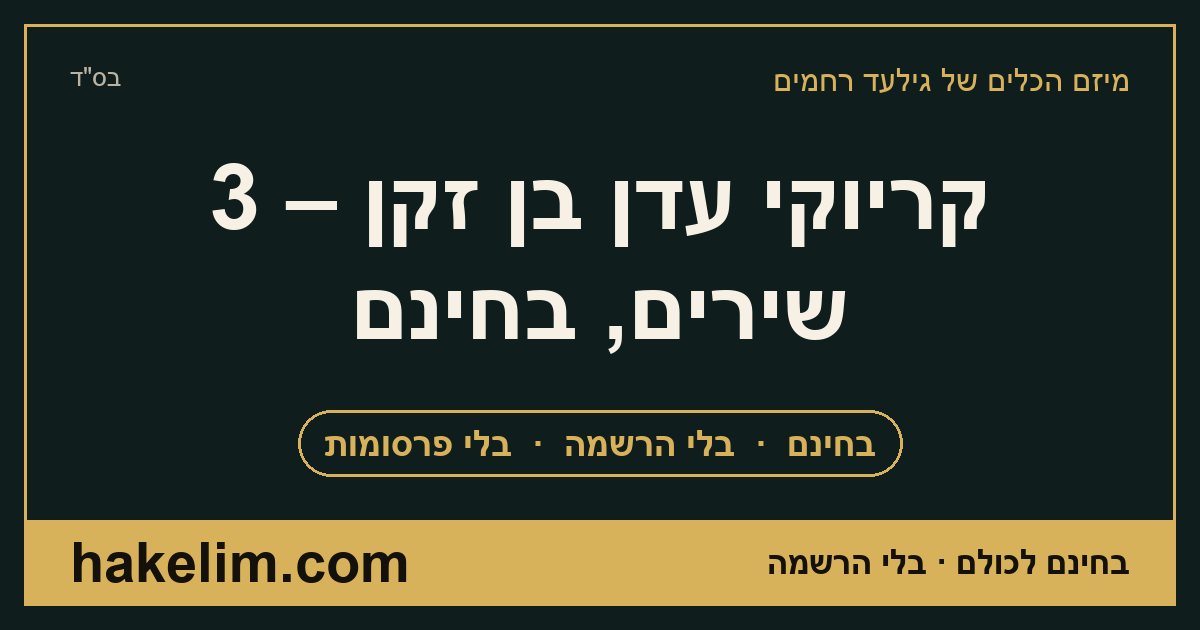 מיזם הכלים של גילעד רחמים
בס"ד
קריוקי עדן בן זקן – 3
שירים, בחינם
בחינם · בלי הרשמה · בלי פרסומות
בחינם לכולם · בלי הרשמה
hakelim.com